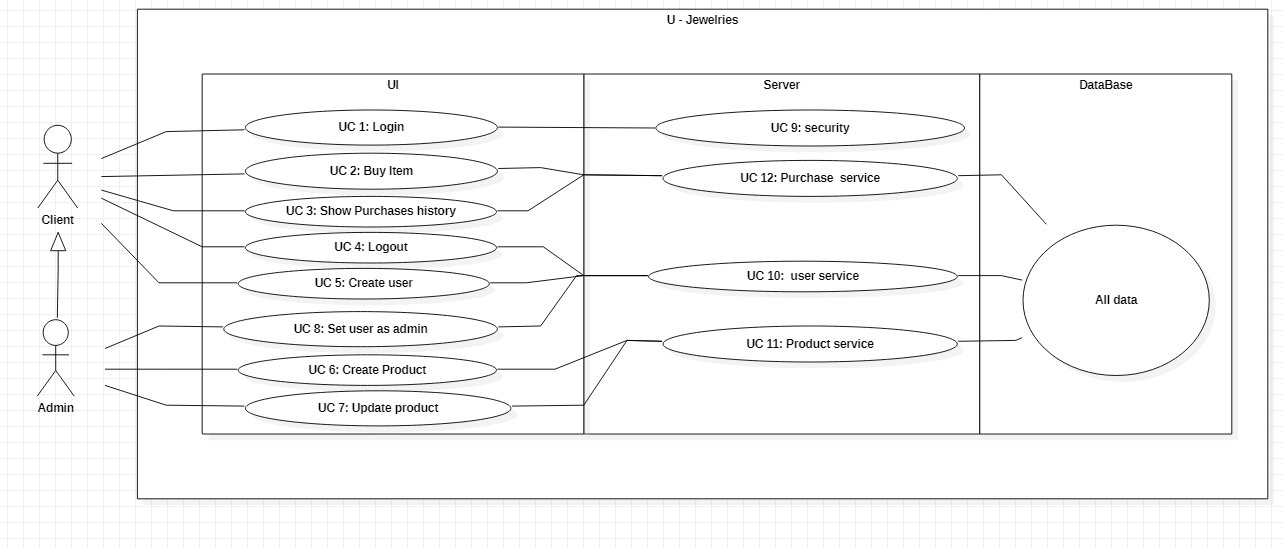 U - Jewelries
UI
Server
DataBase
UC 1: Login
UC 9: security
UC 2: Buy Item
UC 12: Purchase  service
UC 3: Show Purchases history
Client
UC 4: Logout
UC 5: Create user
UC 10:  user service
All data
UC 8: Set user as admin
UC 11: Product service
UC 6: Create Product
UC 7: Update product
Admin